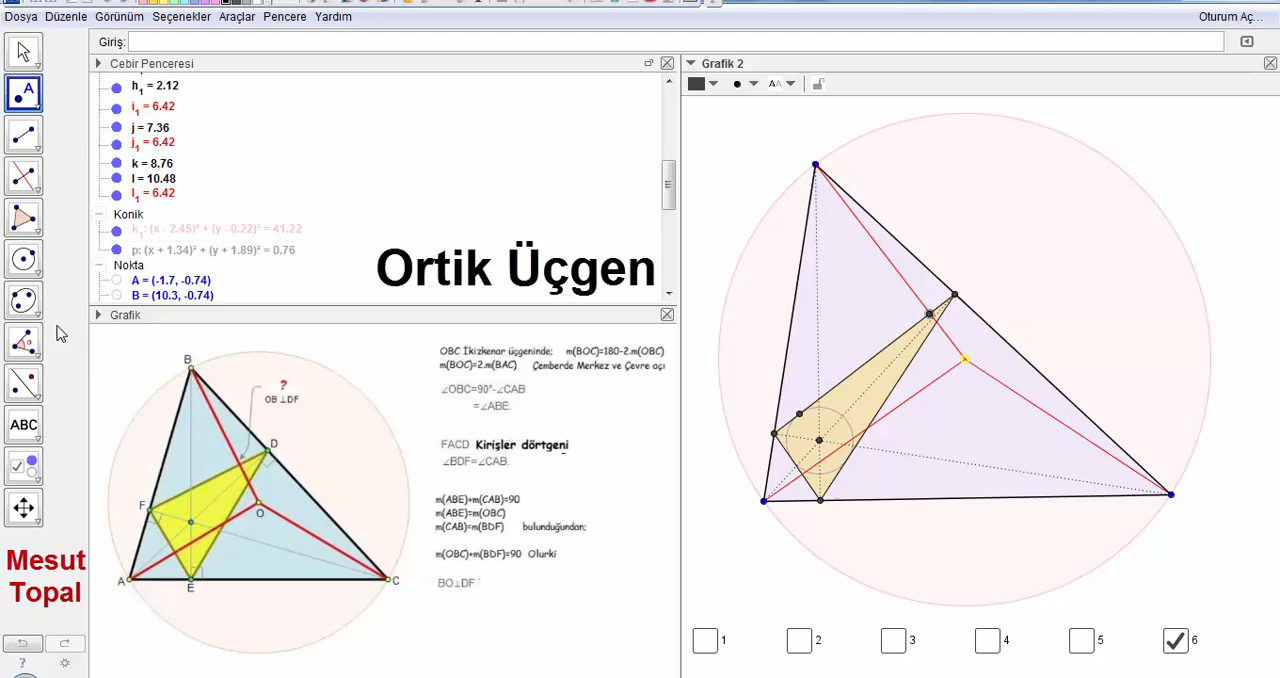 Dosya Düzenle Görünüm Seçenekler Araçlar Pencere Yardım
Oturum Aç...
Giriş:
Cebir Penceresi
h1 = 2.12
i1 = 6.42
j = 7.36
j1 = 6.42
k = 8.76
l = 10.48
l1 = 6.42
Konik
k1: (x - 2.45)² + (y - 0.22)² = 41.22
p: (x + 1.34)² + (y + 1.89)² = 0.76
Nokta
A = (-1.7, -0.74)
B = (10.3, -0.74)
Ortik Üçgen
Grafik
B
?
OB ⊥DF
D
F
O
A
E
C
OBC İkizkenar üçgeninde; m(BOC)=180-2.m(OBC)
m(BOC)=2.m(BAC) Çemberde Merkez ve Çevre açı
∠OBC=90°-∠CAB
=∠ABE.
FACD Kirişler dörtgeni
∠BDF=∠CAB.
m(ABE)+m(CAB)=90
m(ABE)=m(OBC)
m(CAB)=m(BDF) bulunduğundan;
m(OBC)+m(BDF)=90 Olurki
BO⊥DF
Grafik 2
AA
1 2 3 4 5 6
A
α
ABC
Mesut
Topal
?